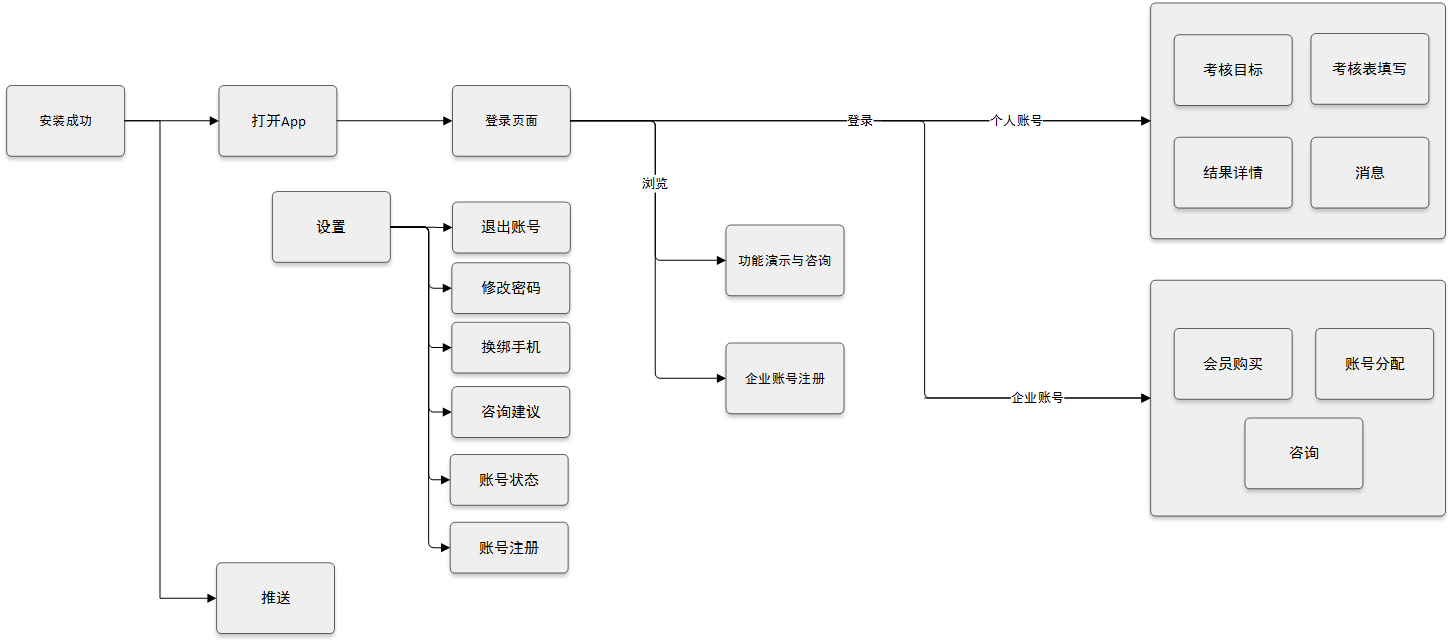 考核目标
考核表填写
安装成功
打开App
登录页面
登录
个人账号
结果详情
消息
浏览
设置
退出账号
功能演示与咨询
修改密码
换绑手机
会员购买
账号分配
企业账号注册
企业账号
咨询建议
咨询
账号状态
账号注册
推送